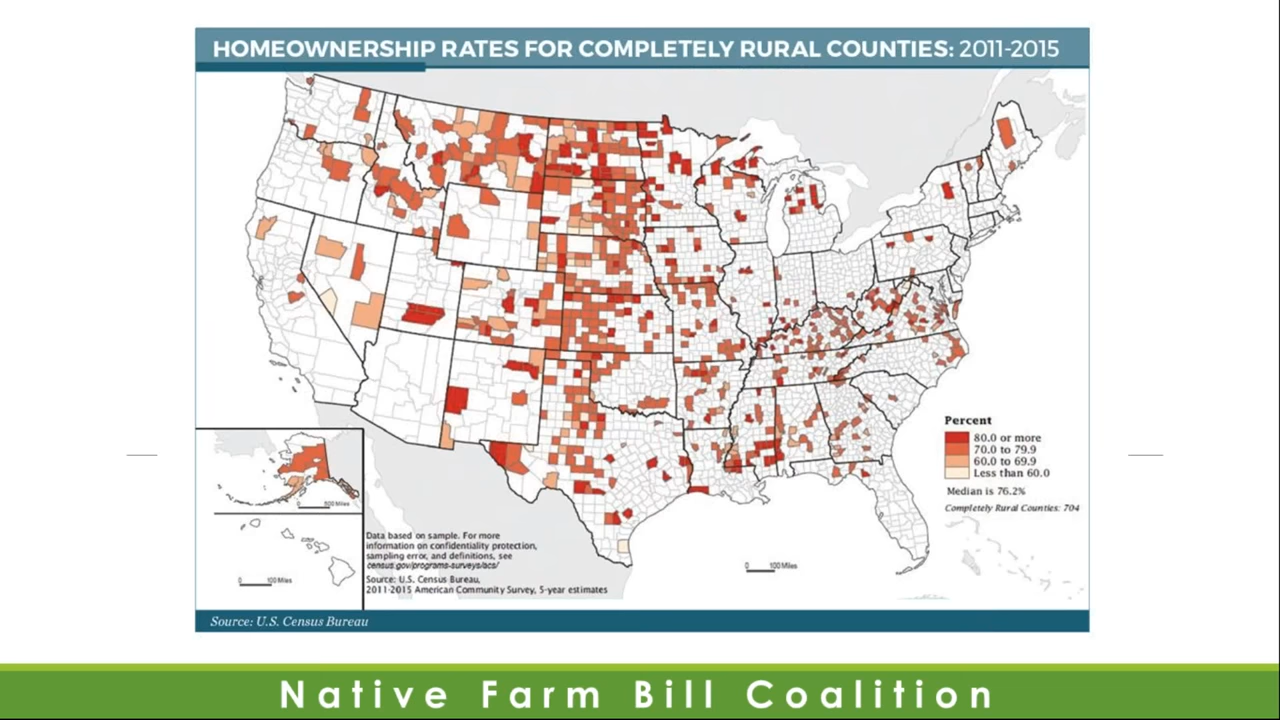 HOMEOWNERSHIP RATES FOR COMPLETELY RURAL COUNTIES: 2011-2015
Percent
80.0 or more
70.0 to 79.9
60.0 to 69.9
Less than 60.0
Median is 76.2%
Completely Rural Counties: 704
0 500 Miles
0 100 Miles
Data based on sample. For more
information on confidentiality protection,
sampling error, and definitions, see
census.gov/programs-surveys/acs/
Source: U.S. Census Bureau,
2011-2015 American Community Survey, 5-year estimates
0 100 Miles
Source: U.S. Census Bureau
Native Farm Bill Coalition